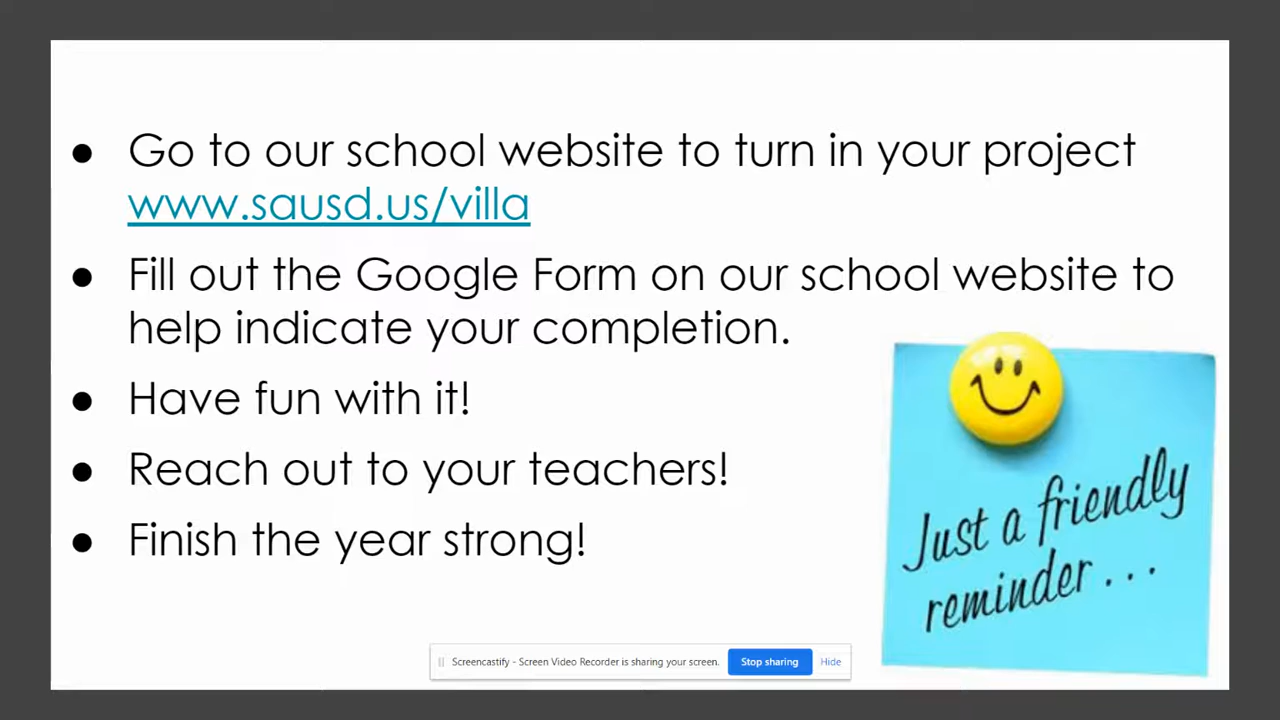 ● Go to our school website to turn in your project
www.sausd.us/villa
● Fill out the Google Form on our school website to
help indicate your completion.
● Have fun with it!
● Reach out to your teachers!
● Finish the year strong!
Just a friendly
reminder . . .
Screencastify - Screen Video Recorder is sharing your screen. Stop sharing Hide